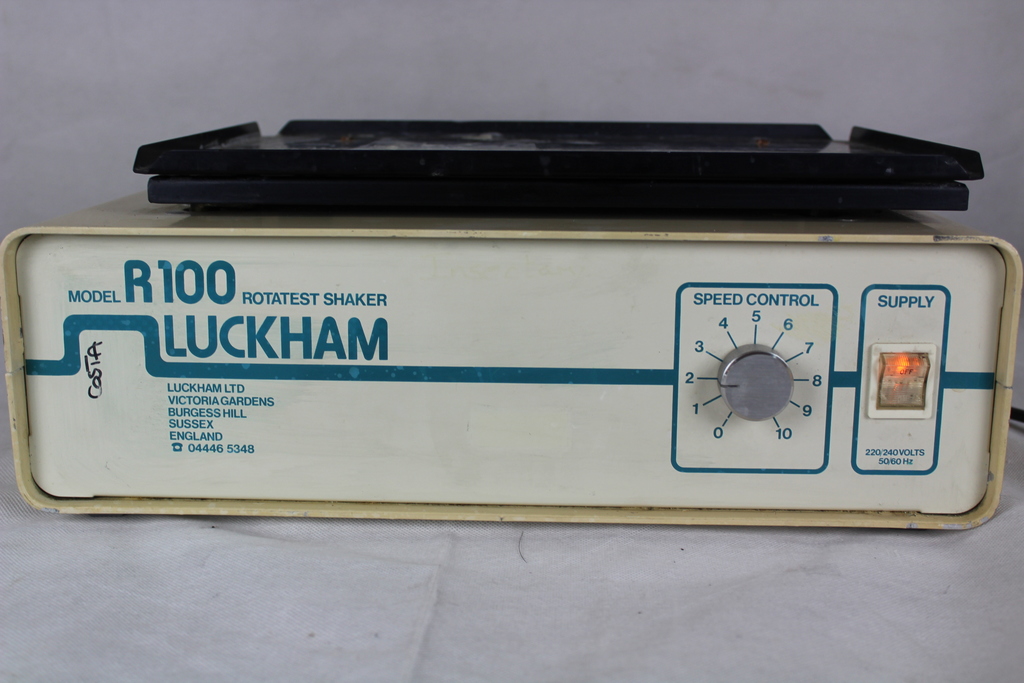 MODEL R100 ROTATEST SHAKER
LUCKHAM
LUCKHAM LTD
VICTORIA GARDENS
BURGESS HILL
SUSSEX
ENGLAND
☎ 04446 5348
SPEED CONTROL
0 1 2 3 4 5 6 7 8 9 10
SUPPLY
OFF
220/240 VOLTS
50/60 Hz